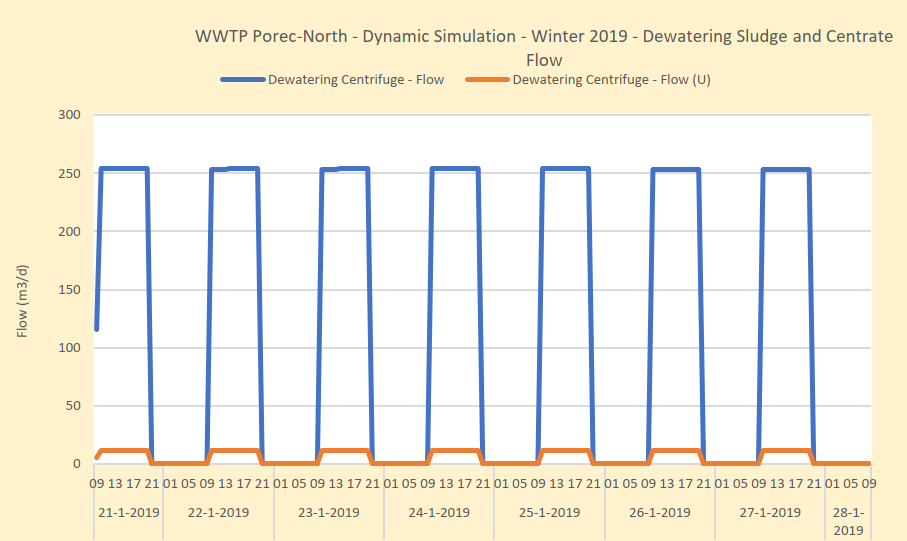 WWTP Porec-North - Dynamic Simulation - Winter 2019 - Dewatering Sludge and Centrate
Flow
Dewatering Centrifuge - Flow Dewatering Centrifuge - Flow (U)
300
250
200
150
100
50
0
Flow (m3/d)
09 13 17 21 01 05 09 13 17 21 01 05 09 13 17 21 01 05 09 13 17 21 01 05 09 13 17 21 01 05 09 13 17 21 01 05 09 13 17 21 01 05 09
21-1-2019 22-1-2019 23-1-2019 24-1-2019 25-1-2019 26-1-2019 27-1-2019 28-1-
2019